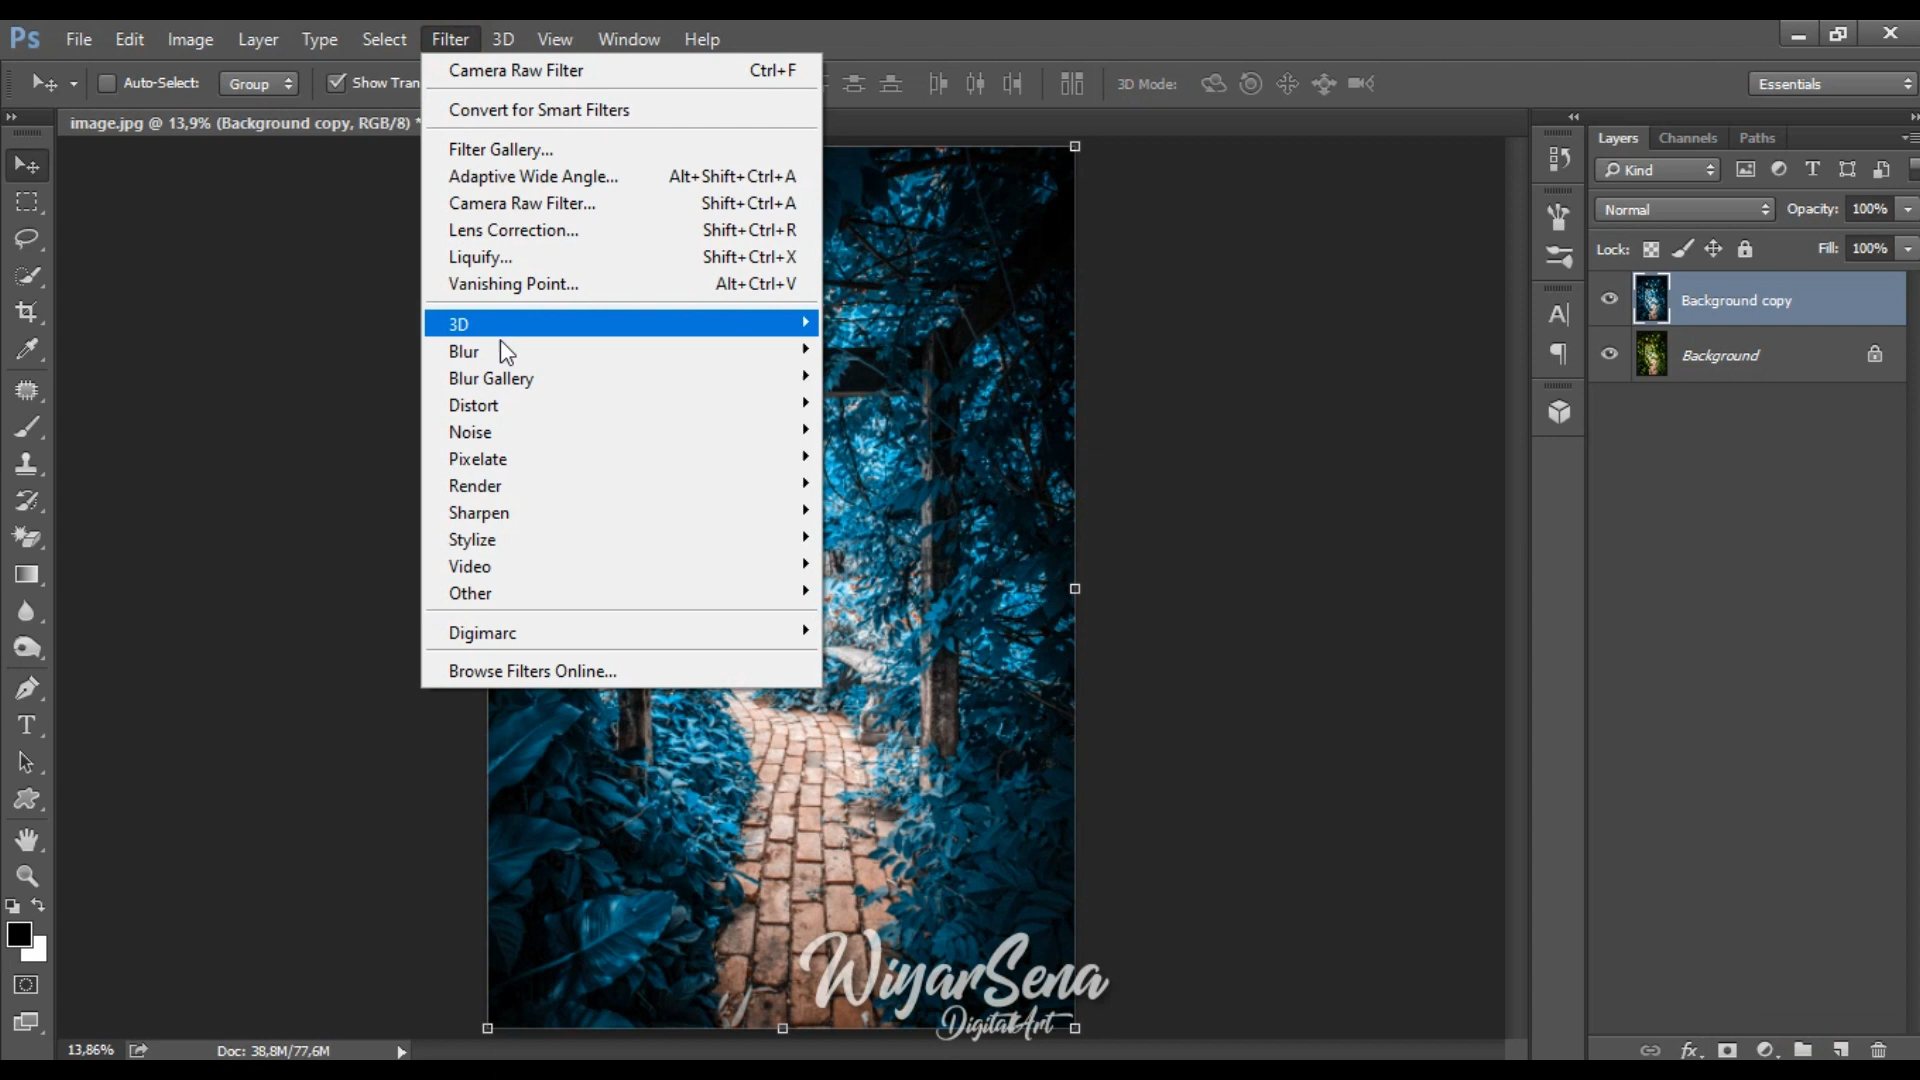 Ps File Edit Image Layer Type Select Filter 3D View Window Help
Auto-Select: Group Show Tran 3D Mode: Essentials
image.jpg @ 13,9% (Background copy, RGB/8) *
Camera Raw Filter Ctrl+F
Convert for Smart Filters
Filter Gallery...
Adaptive Wide Angle... Alt+Shift+Ctrl+A
Camera Raw Filter... Shift+Ctrl+A
Lens Correction... Shift+Ctrl+R
Liquify... Shift+Ctrl+X
Vanishing Point... Alt+Ctrl+V
3D
Blur
Blur Gallery
Distort
Noise
Pixelate
Render
Sharpen
Stylize
Video
Other
Digimarc
Browse Filters Online...
Layers Channels Paths
Kind
Normal Opacity: 100%
Lock: Fill: 100%
Background copy
Background
WiyarSena
DigitalArt
13,86% Doc: 38,8M/77,6M
fx